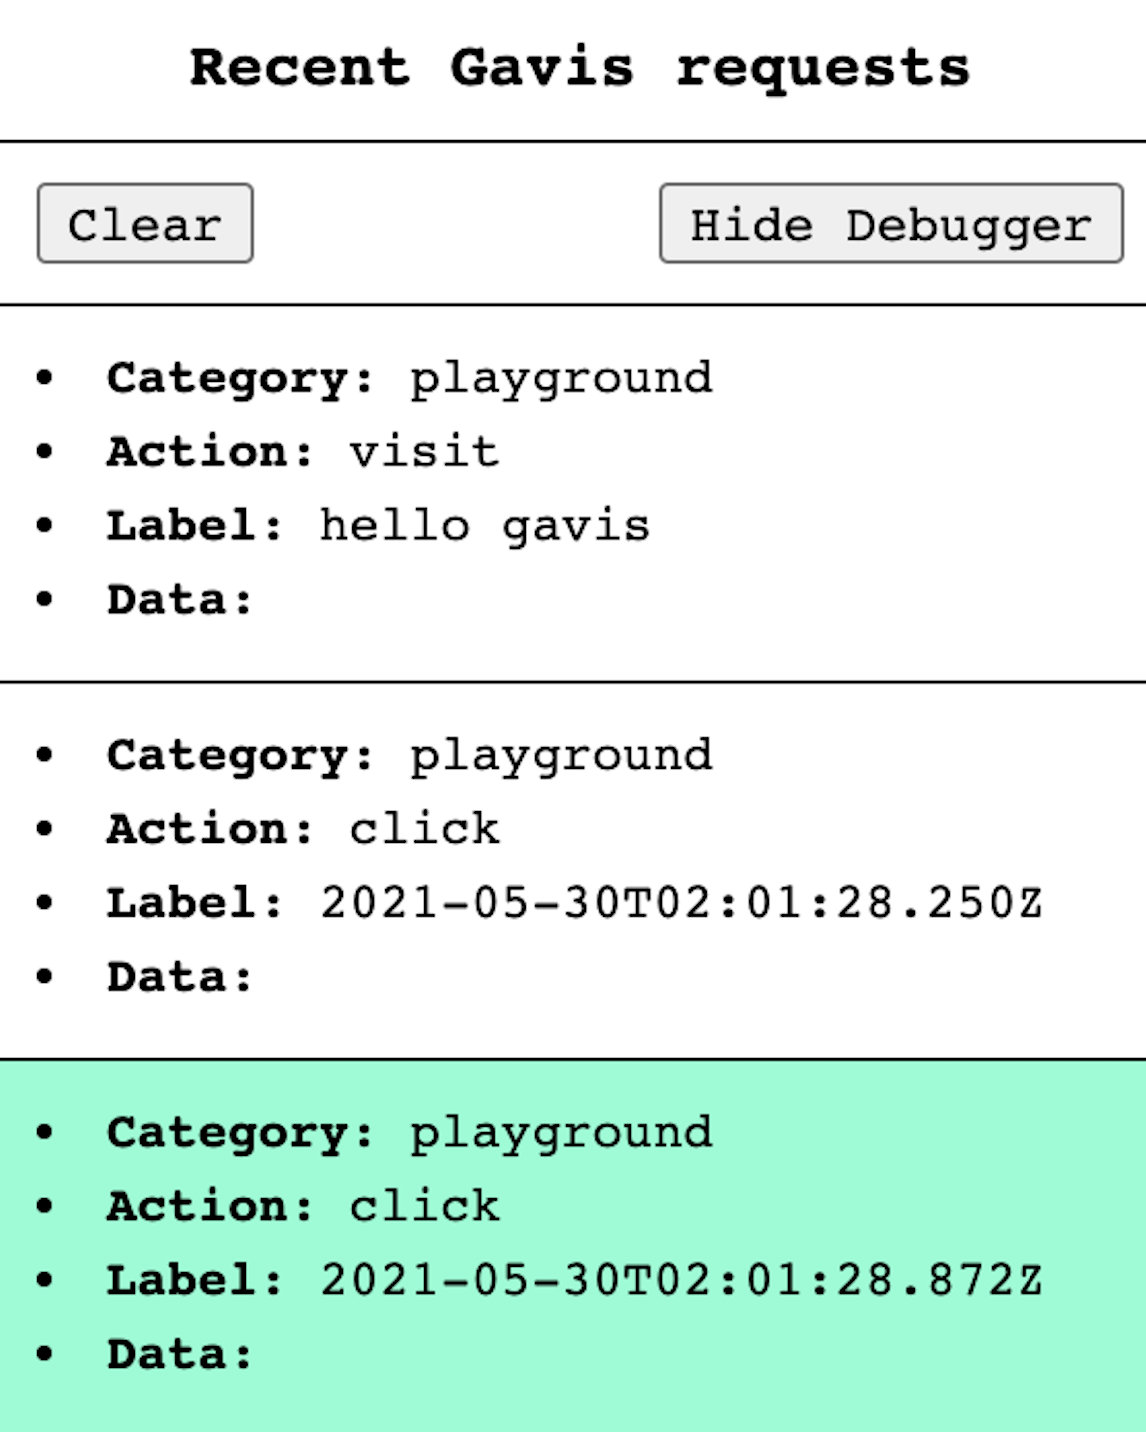 Recent Gavis requests
Clear Hide Debugger
• Category: playground
• Action: visit
• Label: hello gavis
• Data:
• Category: playground
• Action: click
• Label: 2021-05-30T02:01:28.250Z
• Data:
• Category: playground
• Action: click
• Label: 2021-05-30T02:01:28.872Z
• Data: